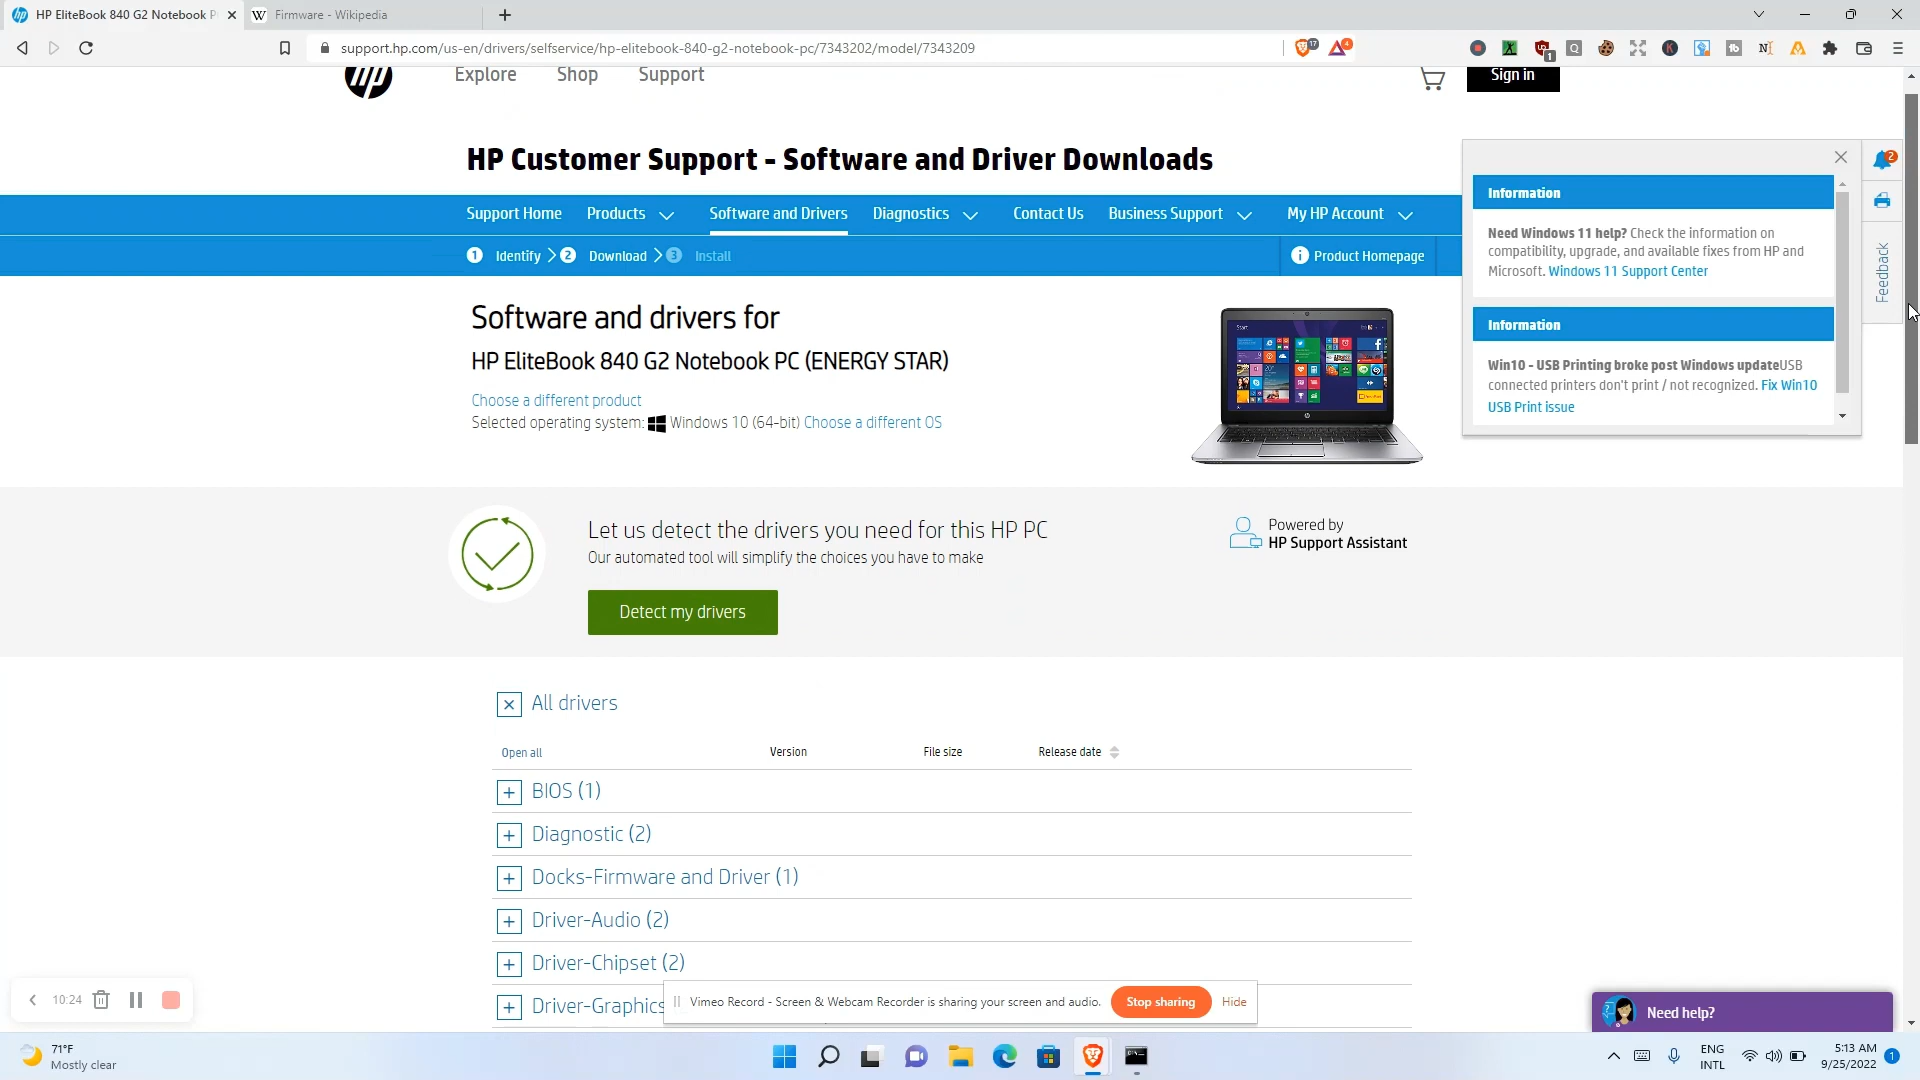 HP EliteBook 840 G2 Notebook P
Firmware - Wikipedia
support.hp.com/us-en/drivers/selfservice/hp-elitebook-840-g2-notebook-pc/7343202/model/7343209
Explore
Shop
Support
Sign in
HP Customer Support - Software and Driver Downloads
Support Home
Products
Software and Drivers
Diagnostics
Contact Us
Business Support
My HP Account
1 Identify
2 Download
3 Install
Product Homepage
Information
Need Windows 11 help? Check the information on
compatibility, upgrade, and available fixes from HP and
Microsoft. Windows 11 Support Center
Information
Win10 - USB Printing broke post Windows updateUSB
connected printers don't print / not recognized. Fix Win10
USB Print issue
2
Feedback
Software and drivers for
HP EliteBook 840 G2 Notebook PC (ENERGY STAR)
Choose a different product
Selected operating system: Windows 10 (64-bit) Choose a different OS
Start
Let us detect the drivers you need for this HP PC
Our automated tool will simplify the choices you have to make
Detect my drivers
Powered by
HP Support Assistant
All drivers
Open all
Version
File size
Release date
BIOS (1)
Diagnostic (2)
Docks-Firmware and Driver (1)
Driver-Audio (2)
Driver-Chipset (2)
Driver-Graphics
10:24
Vimeo Record - Screen & Webcam Recorder is sharing your screen and audio.
Stop sharing
Hide
Need help?
71°F
Mostly clear
ENG
INTL
5:13 AM
9/25/2022
1